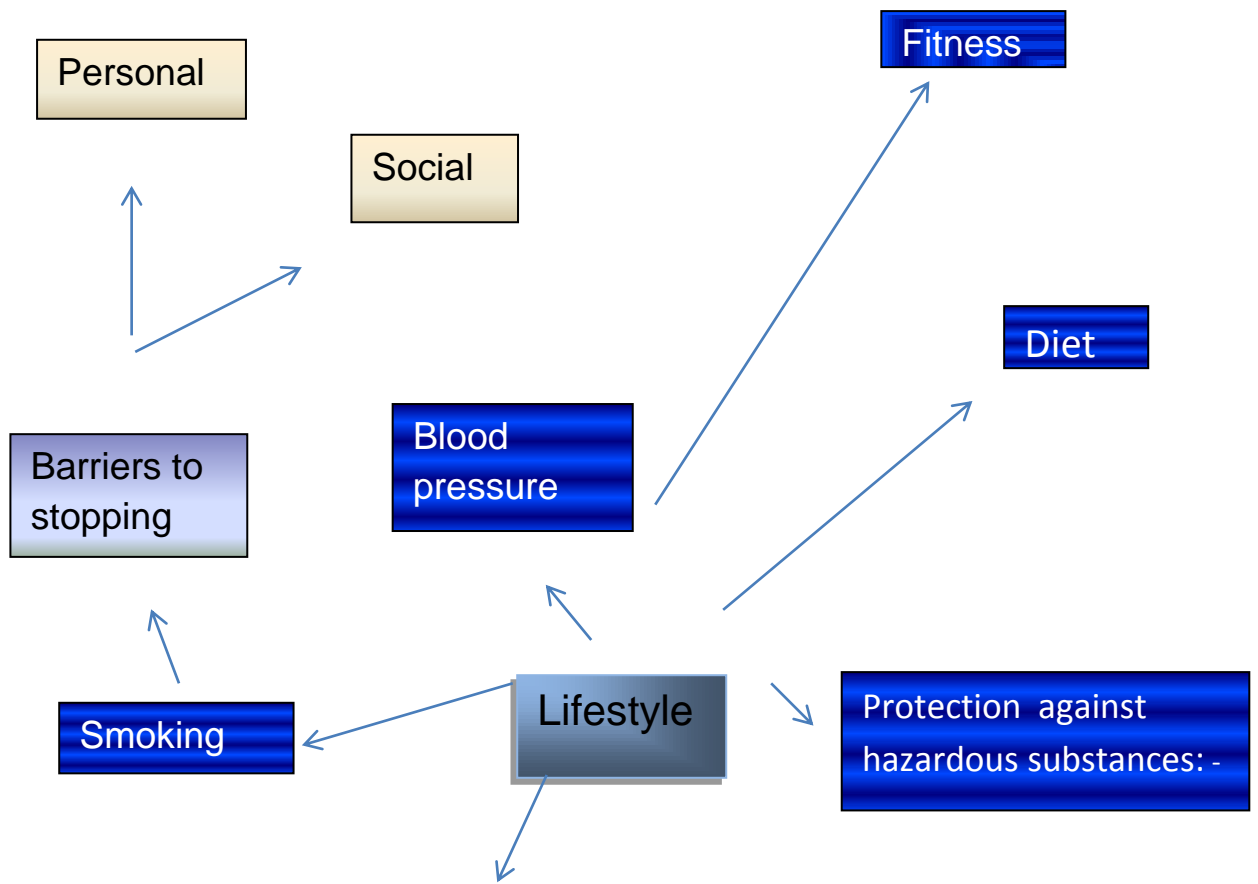 Personal
Fitness
Social
Diet
Blood
pressure
Barriers to
stopping
Smoking
Lifestyle
Protection  against
hazardous substances: -